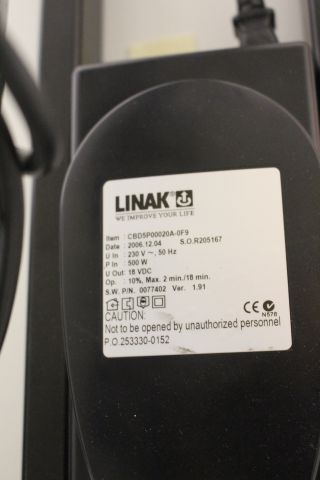 LINAK®
WE IMPROVE YOUR LIFE
Item : CBD5P00020A-0F9
Date : 2006.12.04 S.O.R205167
U In : 230 V ~, 50 Hz
P In : 500 W
U Out : 18 VDC
Op: : 10%, Max. 2 min./18 min.
S.W. P/N. 0077402 Ver. 1.91
CE N578
CAUTION:
Not to be opened by unauthorized personnel
P.O.253330-0152